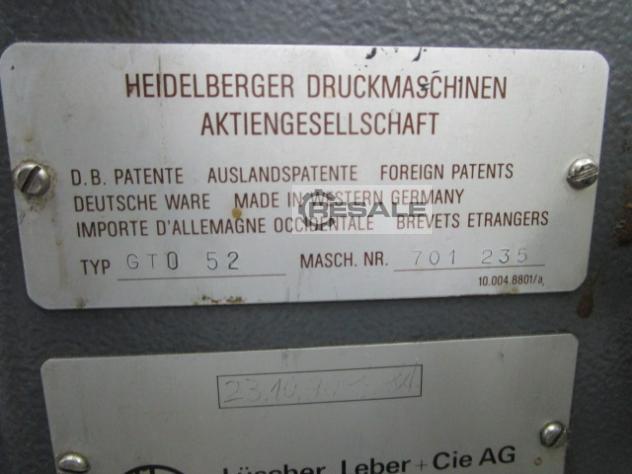 HEIDELBERGER DRUCKMASCHINEN
AKTIENGESELLSCHAFT
D.B. PATENTE AUSLANDSPATENTE FOREIGN PATENTS
DEUTSCHE WARE MADE IN WESTERN GERMANY
RESALE
IMPORTE D'ALLEMAGNE OCCIDENTALE BREVETS ETRANGERS
TYP GTO 52 MASCH. NR. 701 235
10.004.8801/a
Lüscher, Leber + Cie AG